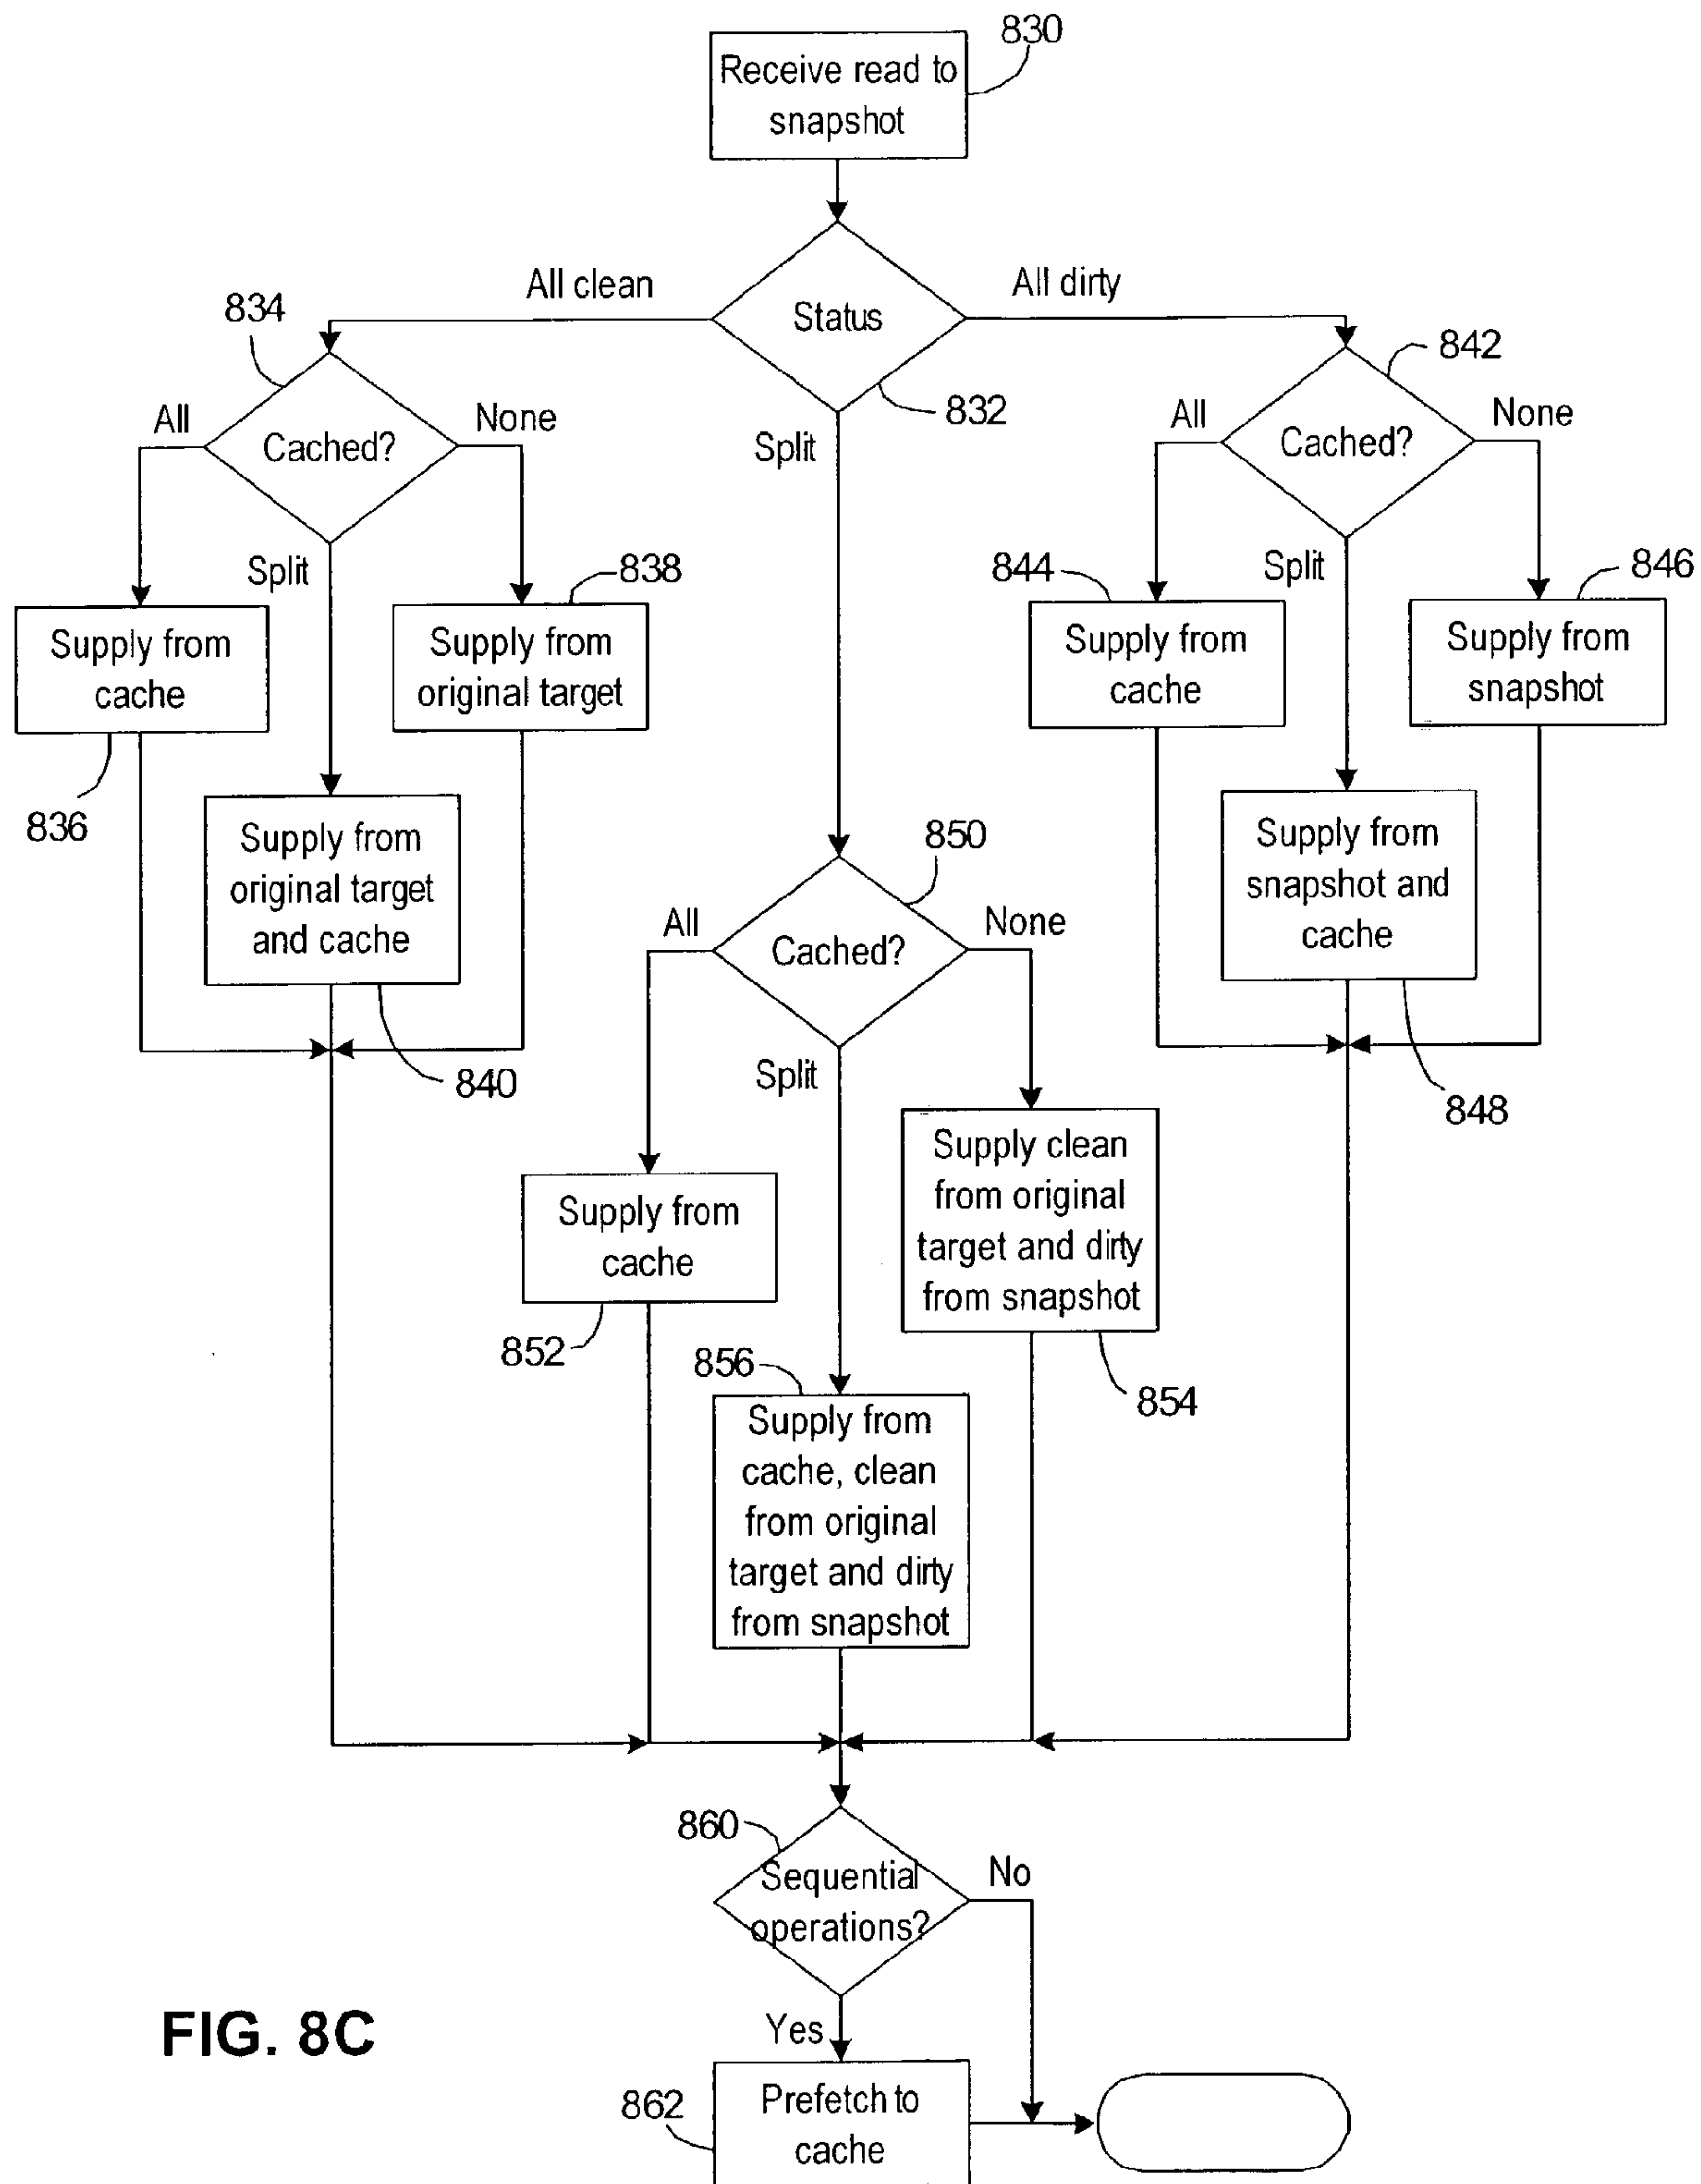 830
Receive read to
snapshot
All clean
All dirty
Status
832
834
842
All
None
Cached?
Split
All
None
Cached?
Split
838
844
846
Supply from
cache
836
Supply from
original target
Supply from
cache
Supply from
snapshot
Supply from
original target
and cache
840
Supply from
snapshot and
cache
848
Split
850
All
None
Cached?
Split
Supply from
cache
852
Supply clean
from original
target and dirty
from snapshot
854
856
Supply from
cache, clean
from original
target and dirty
from snapshot
860
Sequential
operations?
No
Yes
862
Prefetch to
cache
FIG. 8C